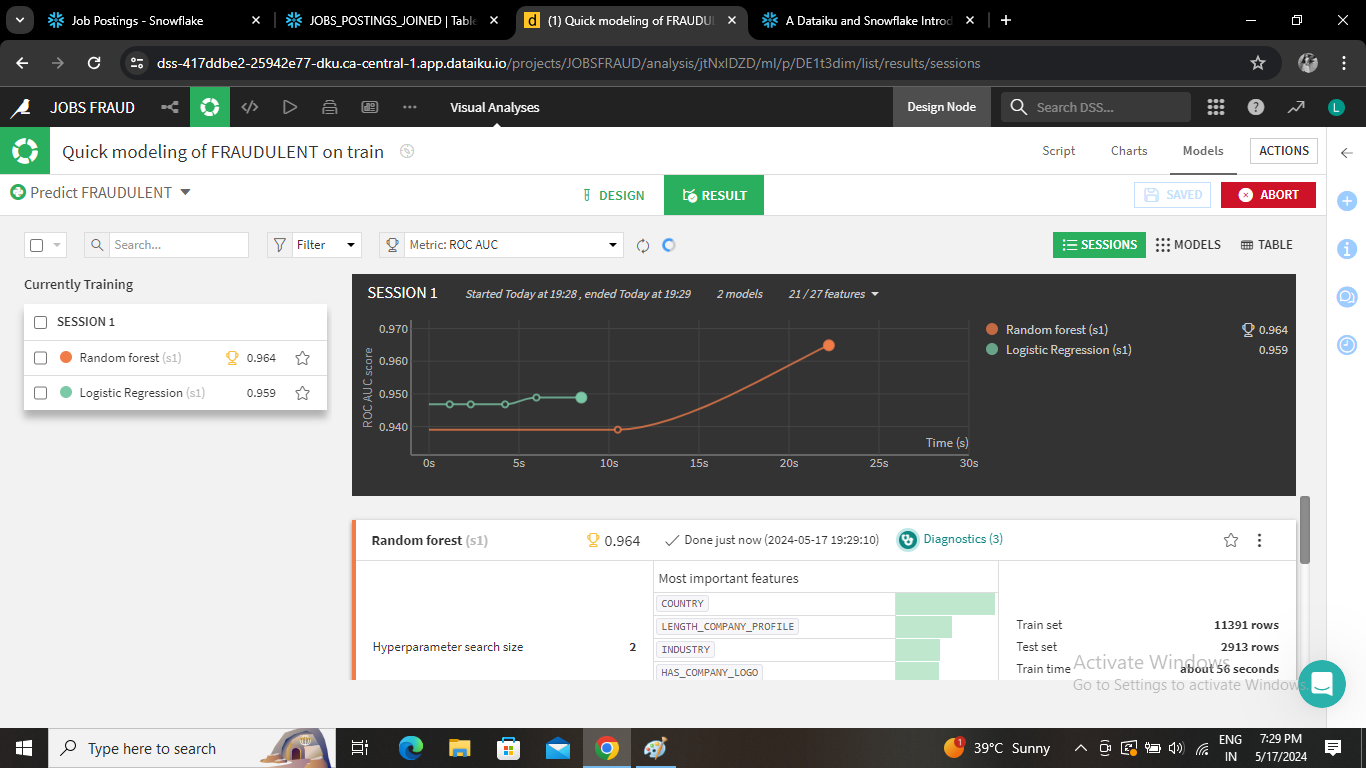 Job Postings - Snowflake
JOBS_POSTINGS_JOINED | Table
(1) Quick modeling of FRAUDUL
A Dataiku and Snowflake Introd
dss-417ddbe2-25942e77-dku.ca-central-1.app.dataiku.io/projects/JOBSFRAUD/analysis/jtNxIDZD/ml/p/DE1t3dim/list/results/sessions
JOBS FRAUD
Visual Analyses
Design Node
Search DSS...
L
Quick modeling of FRAUDULENT on train
Script
Charts
Models
ACTIONS
Predict FRAUDULENT
DESIGN
RESULT
SAVED
ABORT
Search...
Filter
Metric: ROC AUC
SESSIONS
MODELS
TABLE
Currently Training
SESSION 1
Random forest (s1) 0.964
Logistic Regression (s1) 0.959
SESSION 1 Started Today at 19:28 , ended Today at 19:29 2 models 21 / 27 features
ROC AUC score
0.970
0.960
0.950
0.940
Time (s)
0s 5s 10s 15s 20s 25s 30s
Random forest (s1) 0.964
Logistic Regression (s1) 0.959
Random forest (s1) 0.964 Done just now (2024-05-17 19:29:10) Diagnostics (3)
Hyperparameter search size 2
Most important features
COUNTRY
LENGTH_COMPANY_PROFILE
INDUSTRY
HAS_COMPANY_LOGO
Train set 11391 rows
Test set 2913 rows
Train time about 56 seconds
Activate Windows
Go to Settings to activate Windows.
Type here to search
1
39°C Sunny
ENG
IN
7:29 PM
5/17/2024